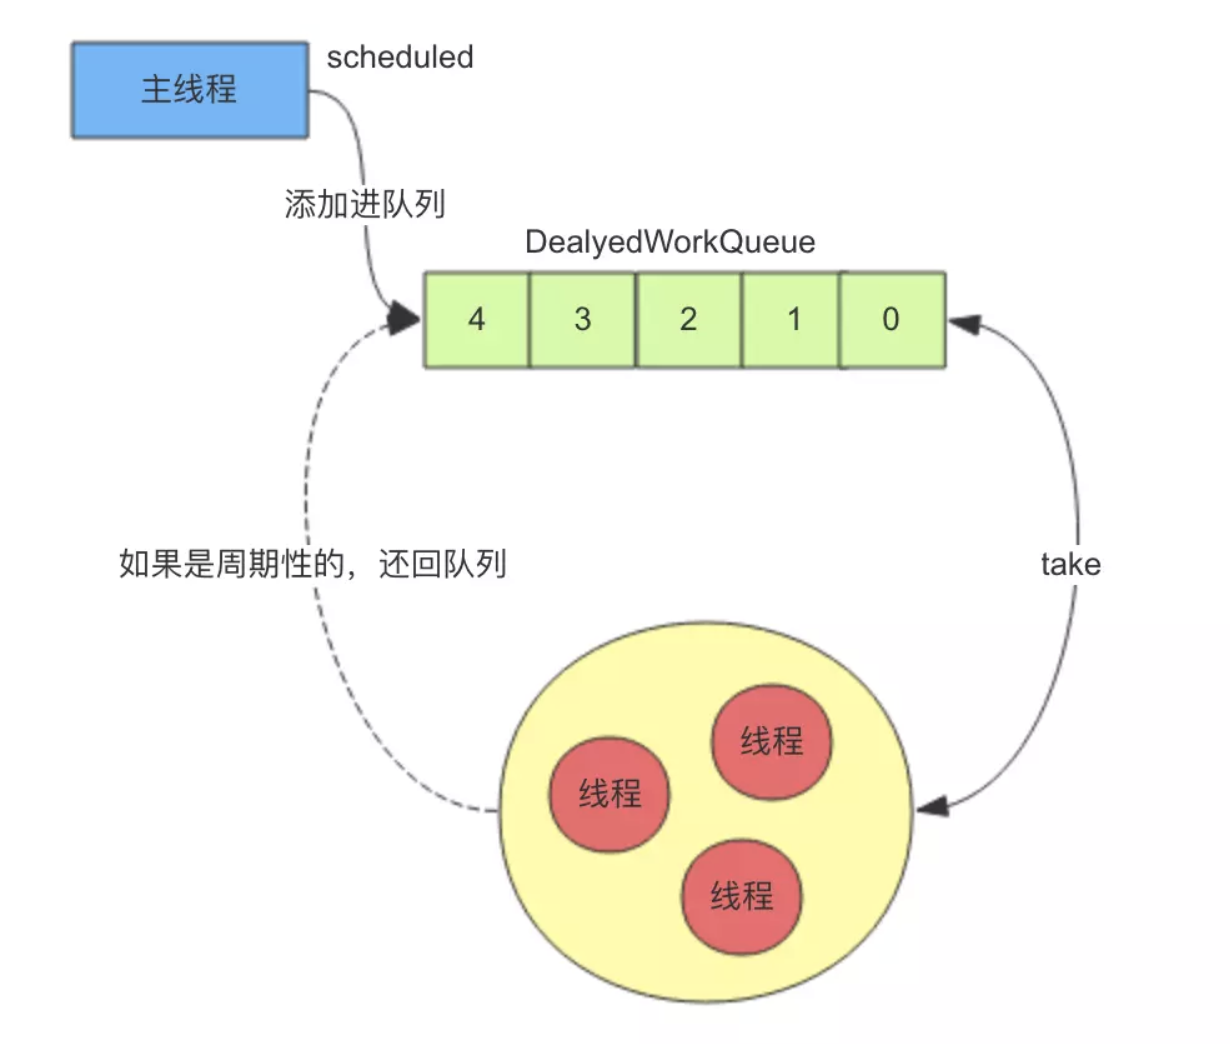 scheduled
主线程
添加进队列
DealyedWorkQueue
4 3 2 1 0
如果是周期性的，还回队列
take
线程
线程
线程